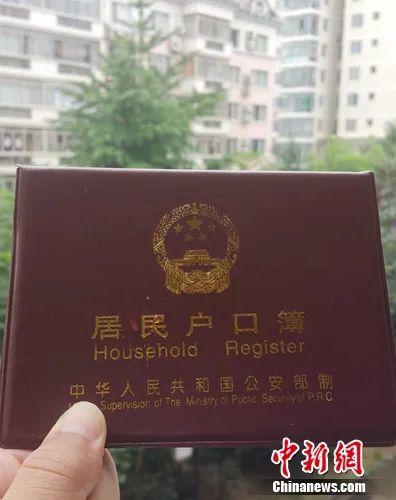 居民户口簿
Household Register
中华人民共和国公安部制
Supervision of The Ministry of Public Security of P.R.C
中新网
Chinanews.com